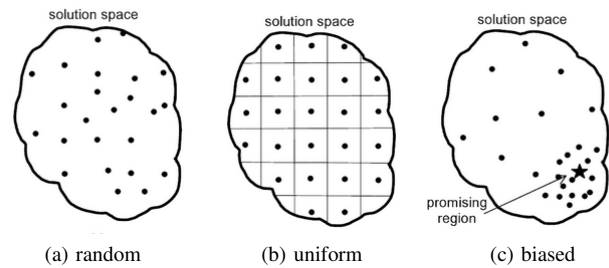 solution space
solution space
solution space
promising
region
(a) random
(b) uniform
(c) biased